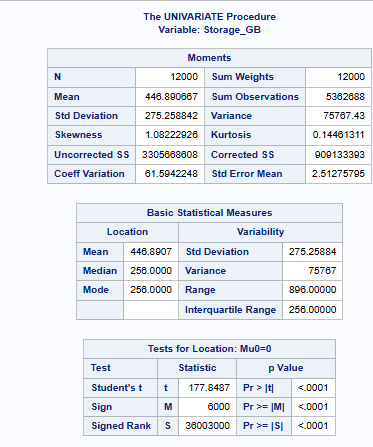 The UNIVARIATE Procedure
Variable: Storage_GB
Moments
N 12000 Sum Weights 12000
Mean 446.890667 Sum Observations 5362688
Std Deviation 275.258842 Variance 75767.43
Skewness 1.08222926 Kurtosis 0.14461311
Uncorrected SS 3305668608 Corrected SS 909133393
Coeff Variation 61.5942248 Std Error Mean 2.51275795
Basic Statistical Measures
Location Variability
Mean 446.8907 Std Deviation 275.25884
Median 256.0000 Variance 75767
Mode 256.0000 Range 896.00000
Interquartile Range 256.00000
Tests for Location: Mu0=0
Test Statistic p Value
Student's t t 177.8487 Pr > |t| <.0001
Sign M 6000 Pr >= |M| <.0001
Signed Rank S 36003000 Pr >= |S| <.0001